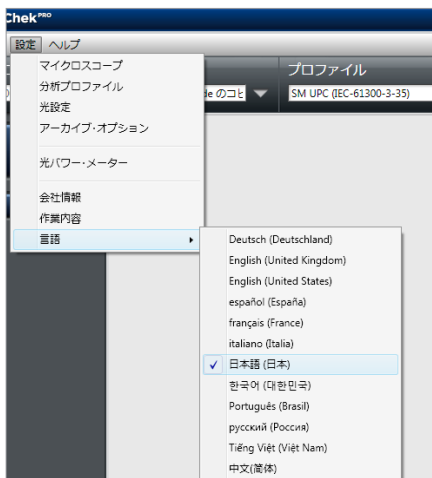 Chek PRO
設定 ヘルプ
マイクロスコープ
分析プロファイル
光設定
アーカイブ・オプション
光パワー・メーター
会社情報
作業内容
言語
プロファイル
de のコピ
SM UPC (IEC-61300-3-35)
Deutsch (Deutschland)
English (United Kingdom)
English (United States)
español (España)
français (France)
italiano (Italia)
日本語 (日本)
한국어 (대한민국)
Português (Brasil)
русский (Россия)
Tiếng Việt (Việt Nam)
中文(简体)